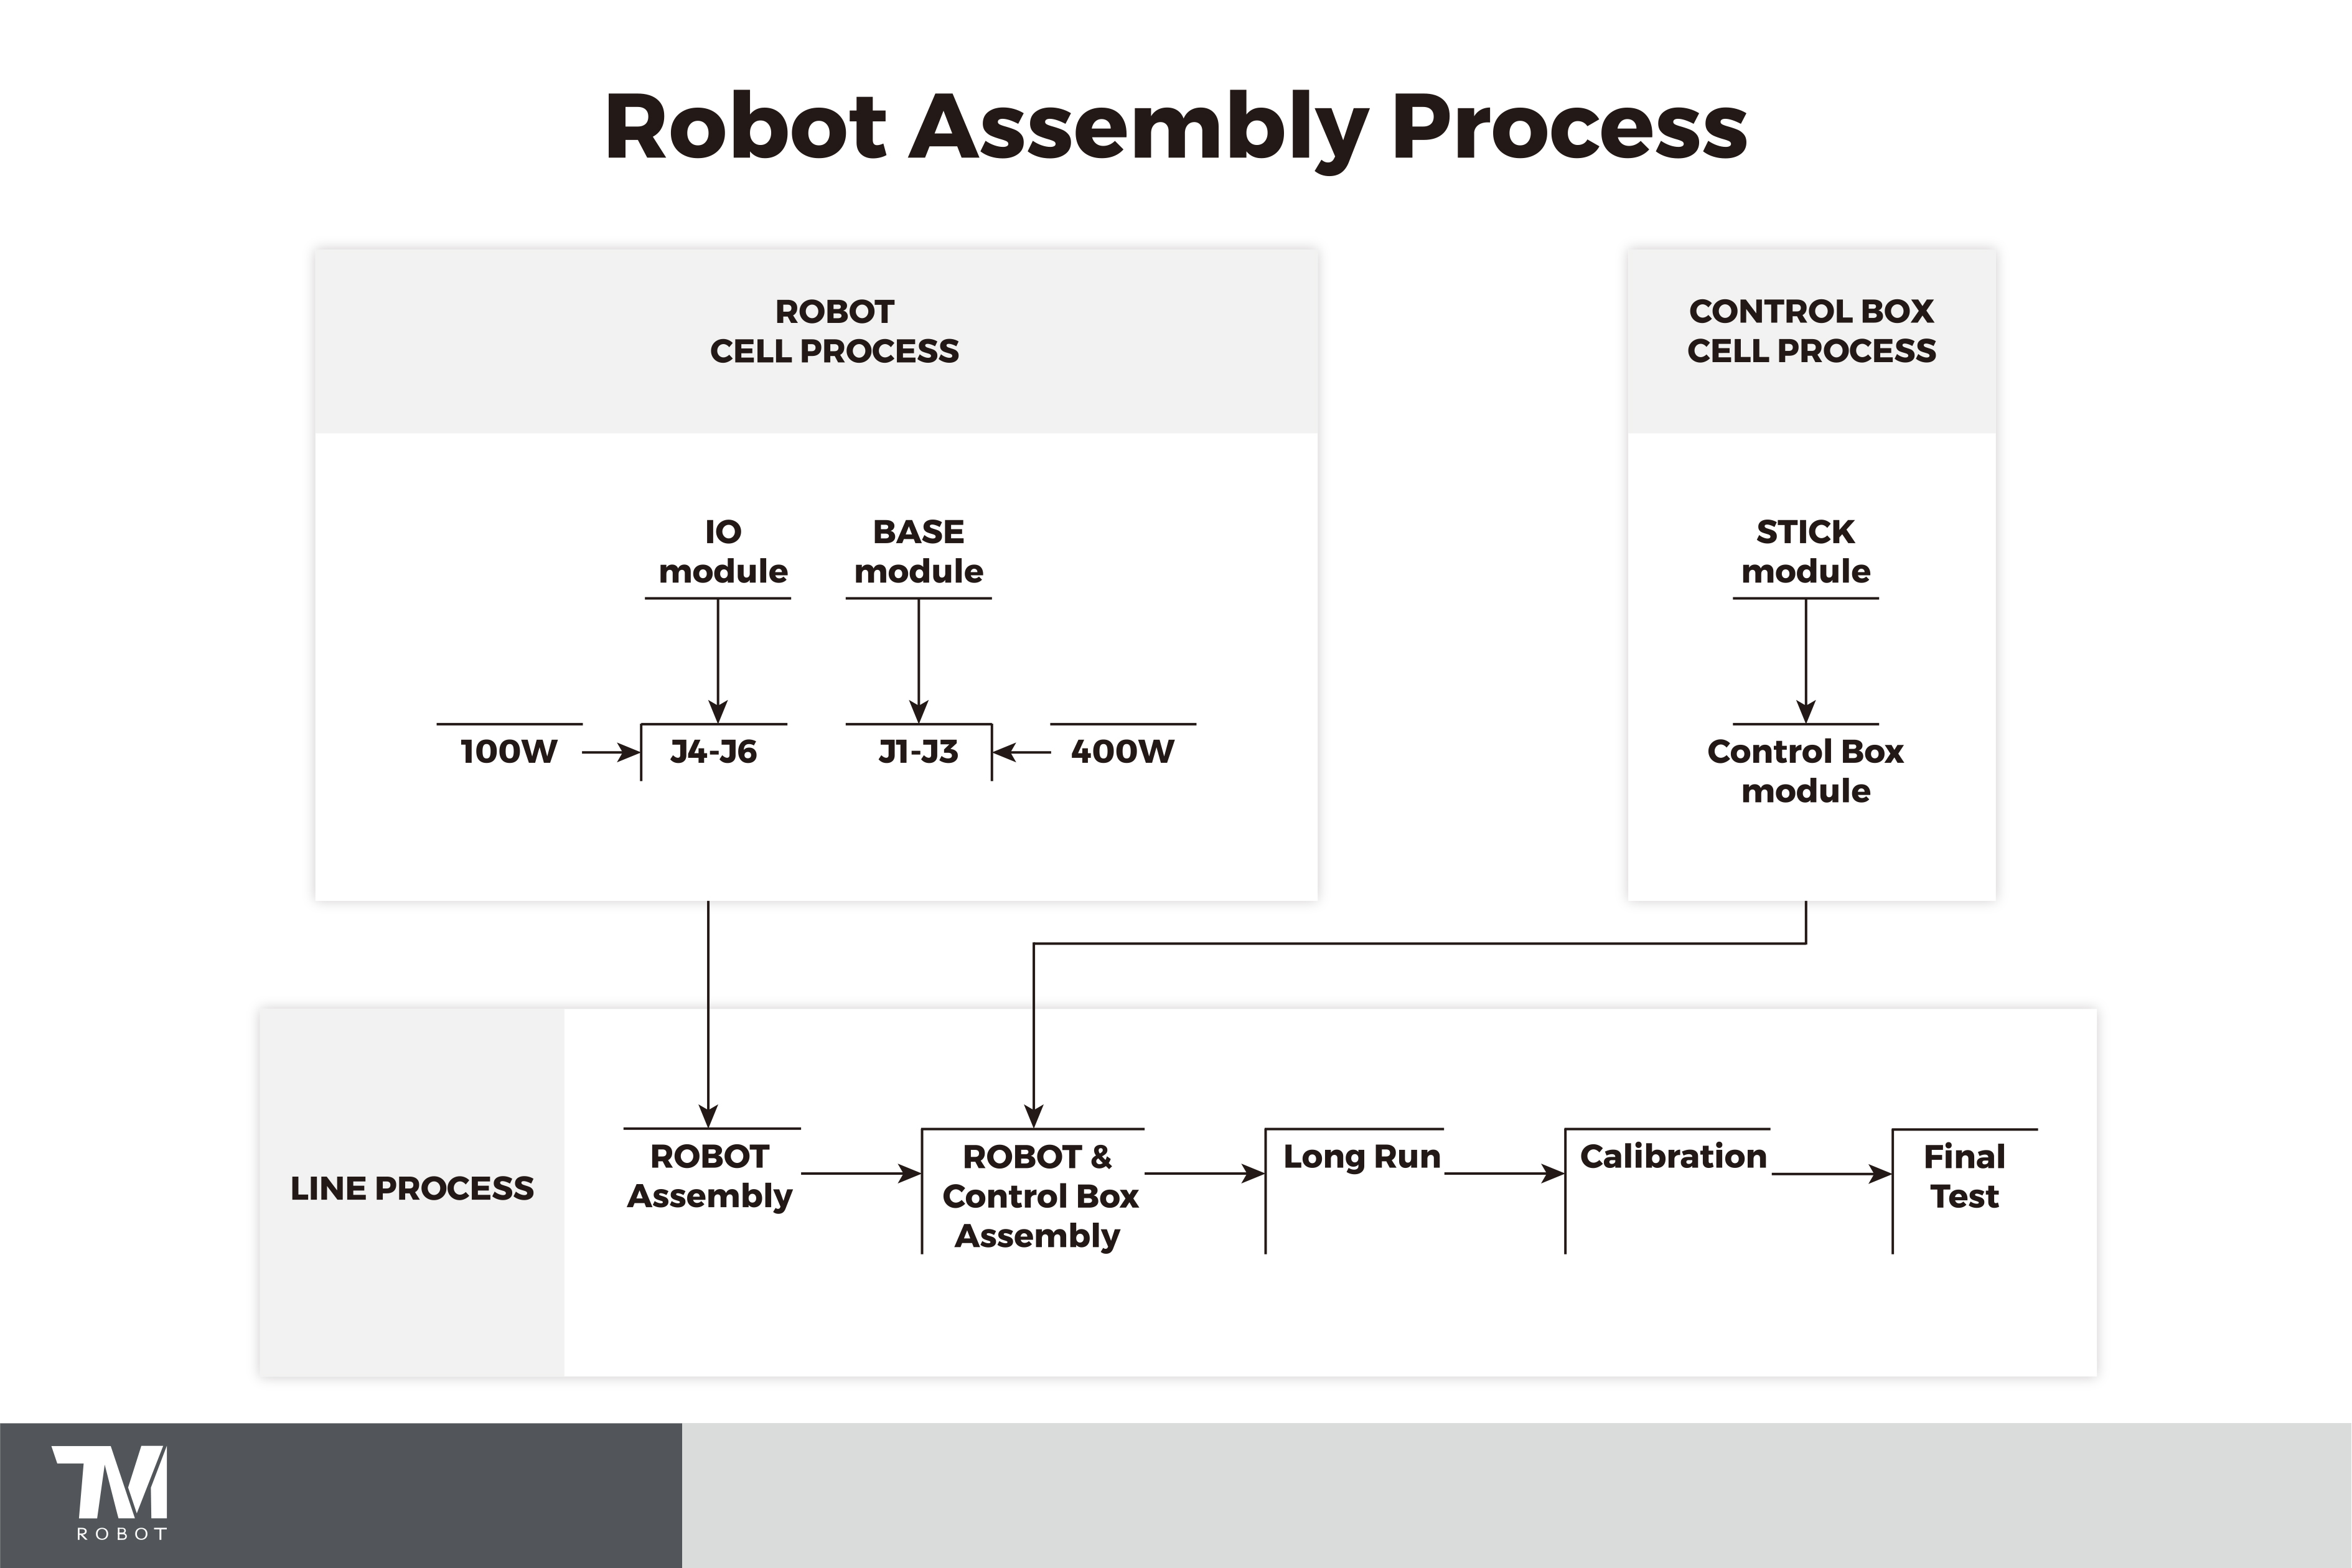 Robot Assembly Process
ROBOT
CELL PROCESS
IO
module
BASE
module
100W
J4-J6
J1-J3
400W
CONTROL BOX
CELL PROCESS
STICK
module
Control Box
module
LINE PROCESS
ROBOT
Assembly
ROBOT &
Control Box
Assembly
Long Run
Calibration
Final
Test
TM
ROBOT